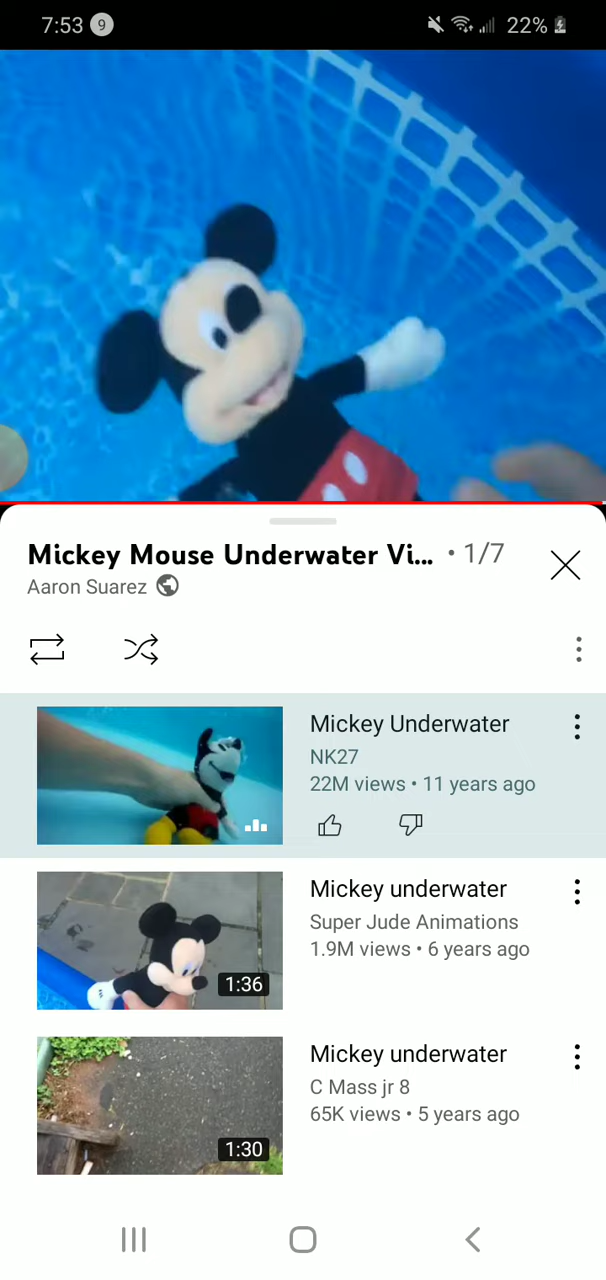 7:53 9 22%
Mickey Mouse Underwater Vi... • 1/7
Aaron Suarez
Mickey Underwater
NK27
22M views • 11 years ago
Mickey underwater
Super Jude Animations
1.9M views • 6 years ago
1:36
Mickey underwater
C Mass jr 8
65K views • 5 years ago
1:30